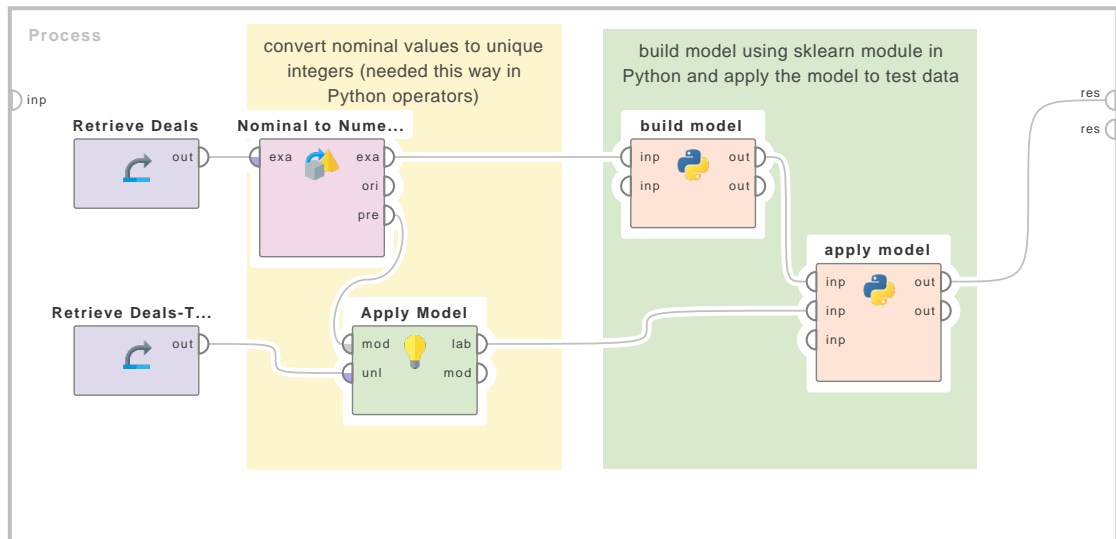 Process
convert nominal values to unique
integers (needed this way in
Python operators)
build model using sklearn module in
Python and apply the model to test data
inp
res
res
Retrieve Deals
out
Nominal to Nume...
exa
exa
ori
pre
build model
inp
out
inp
out
apply model
inp
out
inp
out
inp
Retrieve Deals-T...
out
Apply Model
mod
lab
unl
mod